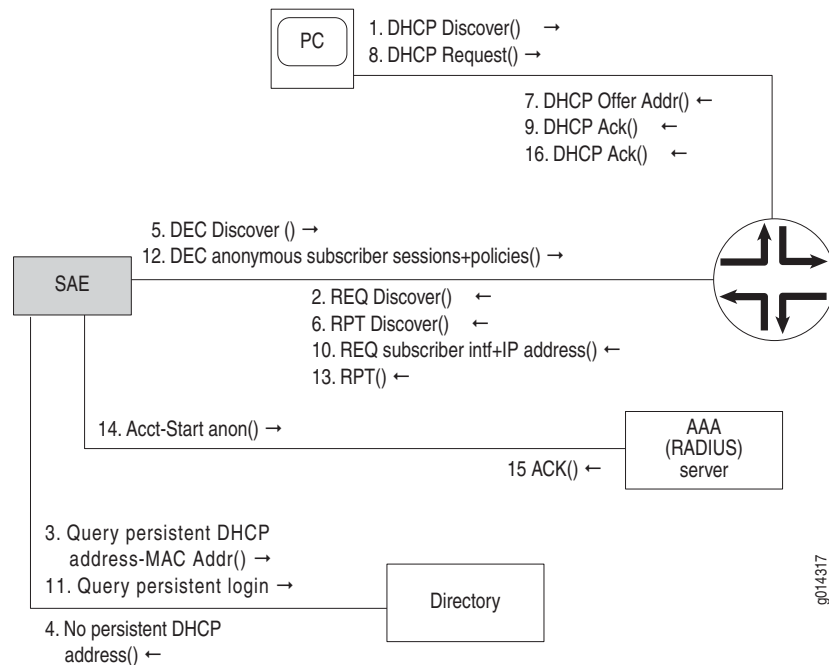 PC
1. DHCP Discover() →
8. DHCP Request() →
7. DHCP Offer Addr() ←
9. DHCP Ack() ←
16. DHCP Ack() ←
5. DEC Discover () →
12. DEC anonymous subscriber sessions+policies() →
SAE
2. REQ Discover() ←
6. RPT Discover() ←
10. REQ subscriber intf+IP address() ←
13. RPT() ←
14. Acct-Start anon() →
15 ACK() ←
AAA
(RADIUS)
server
3. Query persistent DHCP
address-MAC Addr() →
11. Query persistent login →
4. No persistent DHCP
address() ←
Directory
g014317